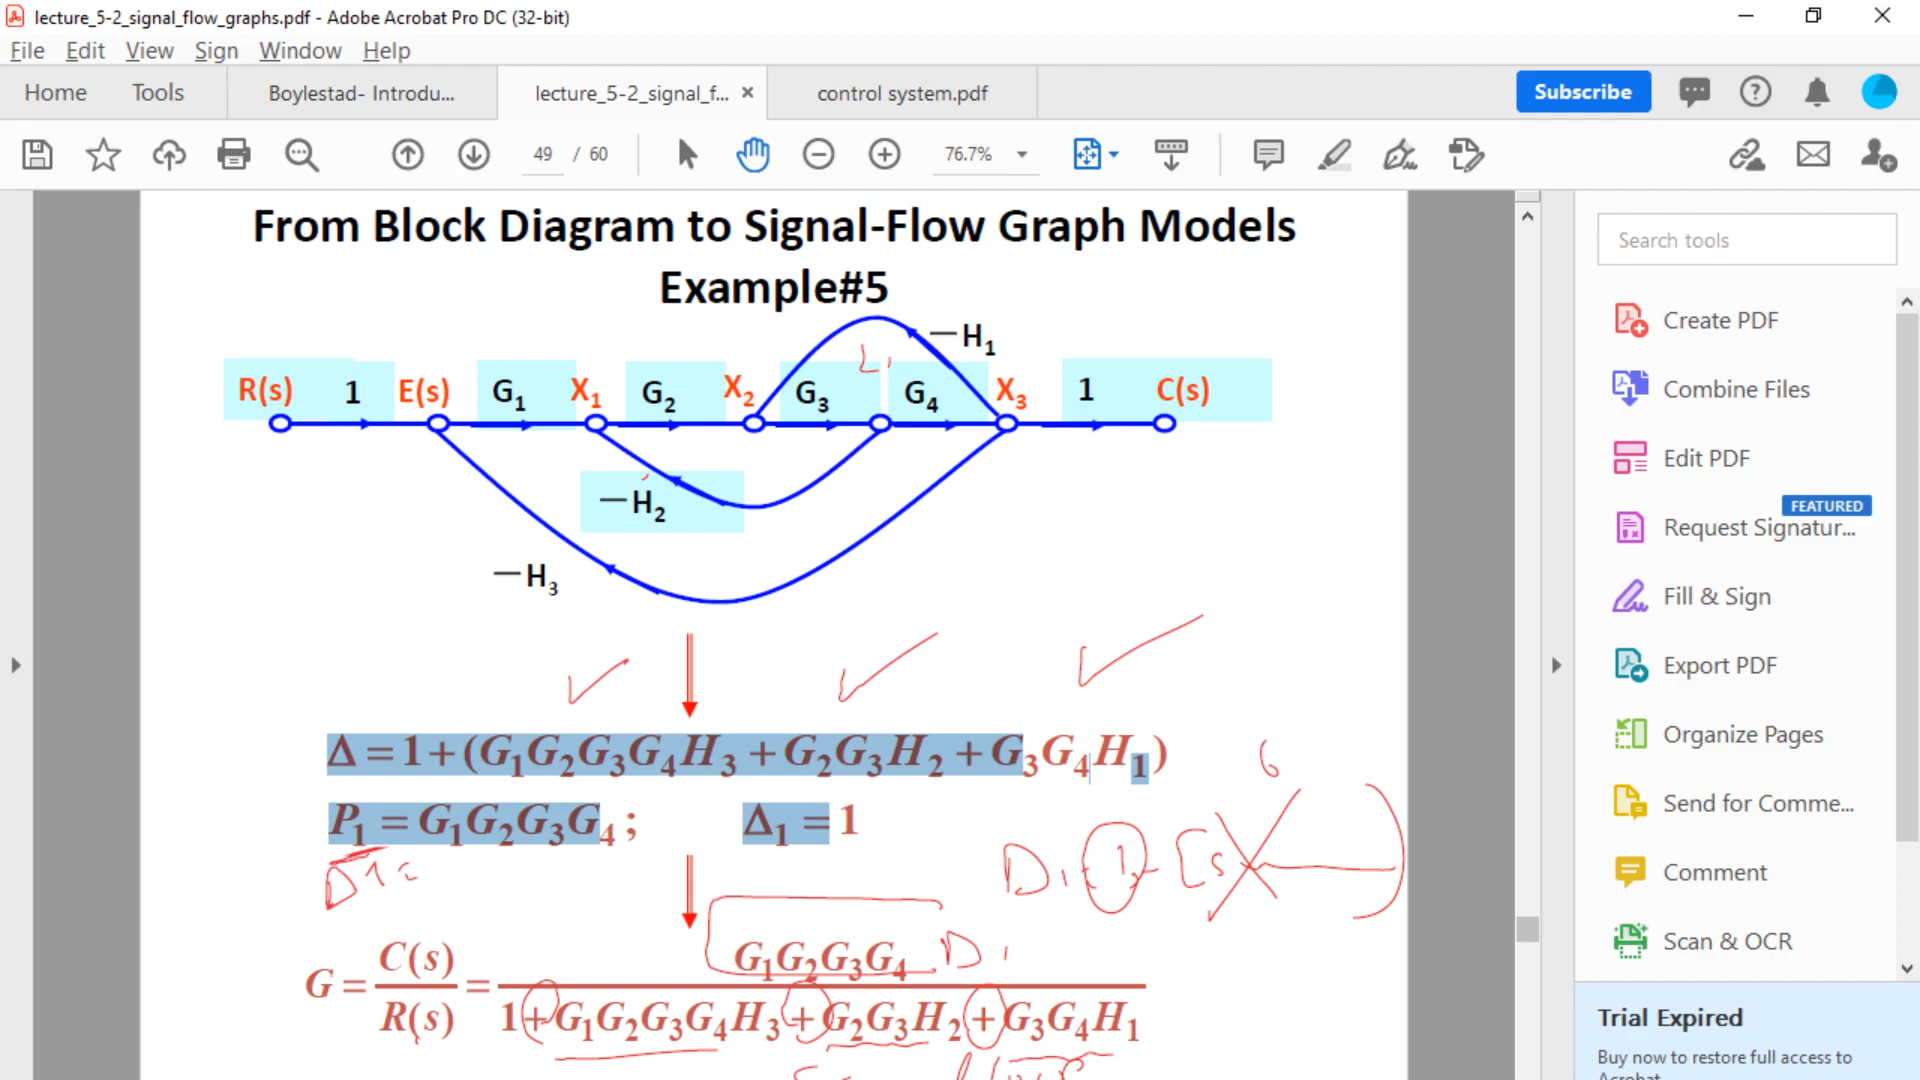 lecture_5-2_signal_flow_graphs.pdf - Adobe Acrobat Pro DC (32-bit)
File Edit View Sign Window Help
Home Tools Boylestad- Introdu... lecture_5-2_signal_f... × control system.pdf Subscribe
49 / 60 76.7%
From Block Diagram to Signal-Flow Graph Models
Example#5
−H₁
L₁
R(s) 1 E(s) G₁ X₁ G₂ X₂ G₃ G₄ X₃ 1 C(s)
−H₂
−H₃
Δ = 1 + (G₁G₂G₃G₄H₃ + G₂G₃H₂ + G₃G₄H₁)
P₁ = G₁G₂G₃G₄ ; Δ₁ = 1
G = C(s)/R(s) = G₁G₂G₃G₄ / (1 + G₁G₂G₃G₄H₃ + G₂G₃H₂ + G₃G₄H₁)
Search tools
Create PDF
Combine Files
Edit PDF
FEATURED
Request Signatur...
Fill & Sign
Export PDF
Organize Pages
Send for Comme...
Comment
Scan & OCR
Trial Expired
Buy now to restore full access to
Acrobat